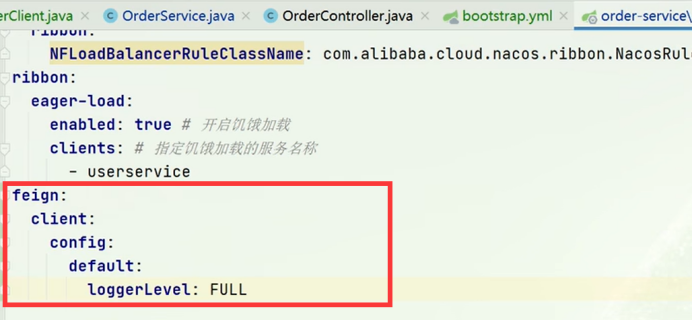 erClient.java OrderService.java OrderController.java bootstrap.yml order-service\
ribbon:
NFLoadBalancerRuleClassName: com.alibaba.cloud.nacos.ribbon.NacosRul
ribbon:
eager-load:
enabled: true # 开启饥饿加载
clients: # 指定饥饿加载的服务名称
- userservice
feign:
client:
config:
default:
loggerLevel: FULL